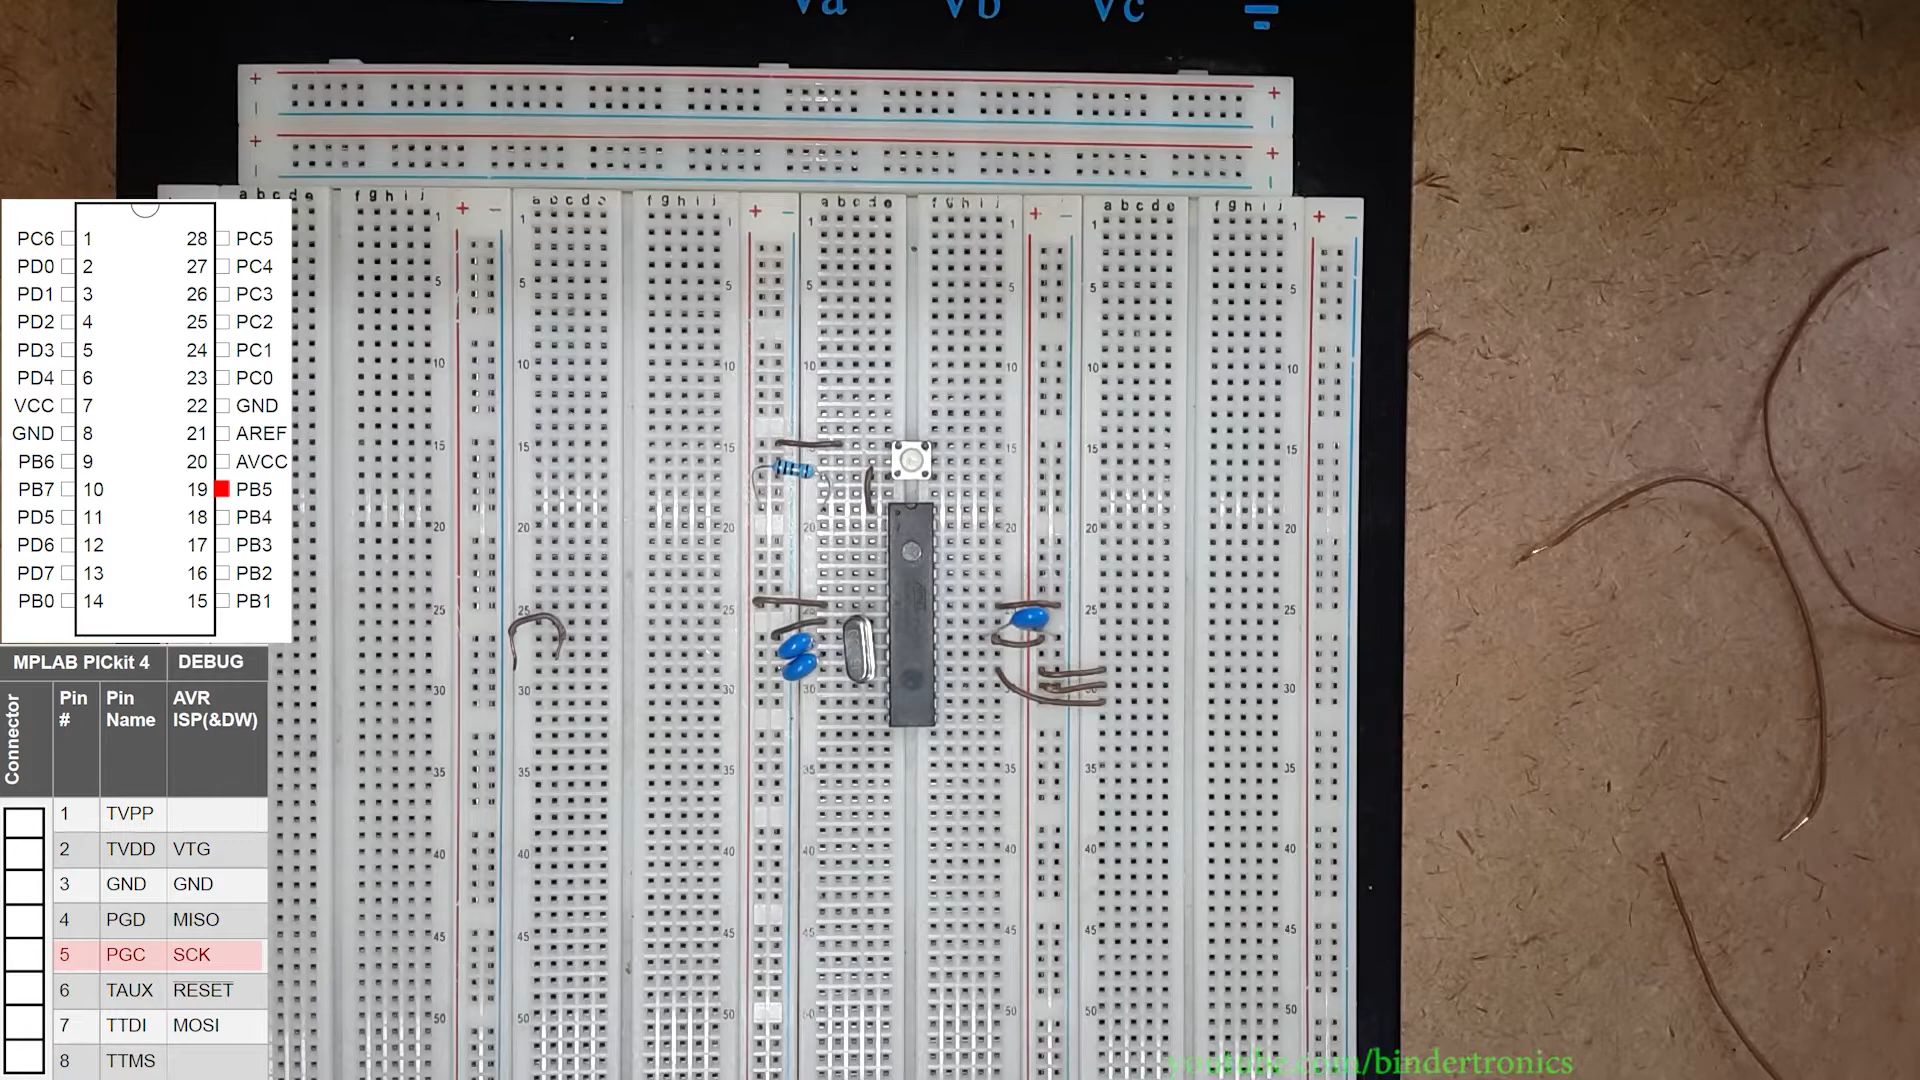 Va Vb Vc
PC6 1 28 PC5
PD0 2 27 PC4
PD1 3 26 PC3
PD2 4 25 PC2
PD3 5 24 PC1
PD4 6 23 PC0
VCC 7 22 GND
GND 8 21 AREF
PB6 9 20 AVCC
PB7 10 19 PB5
PD5 11 18 PB4
PD6 12 17 PB3
PD7 13 16 PB2
PB0 14 15 PB1
MPLAB PICkit 4 DEBUG
Connector Pin # Pin Name AVR ISP(&DW)
1 TVPP
2 TVDD VTG
3 GND GND
4 PGD MISO
5 PGC SCK
6 TAUX RESET
7 TTDI MOSI
8 TTMS
youtube.com/bindertronics